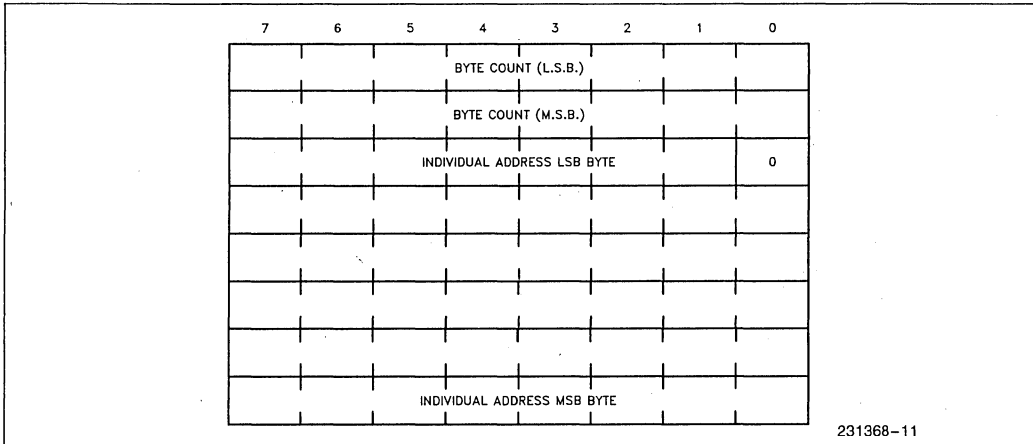 7 6 5 4 3 2 1 0
BYTE COUNT (L.S.B.)
BYTE COUNT (M.S.B.)
INDIVIDUAL ADDRESS LSB BYTE 0
INDIVIDUAL ADDRESS MSB BYTE
231368-11